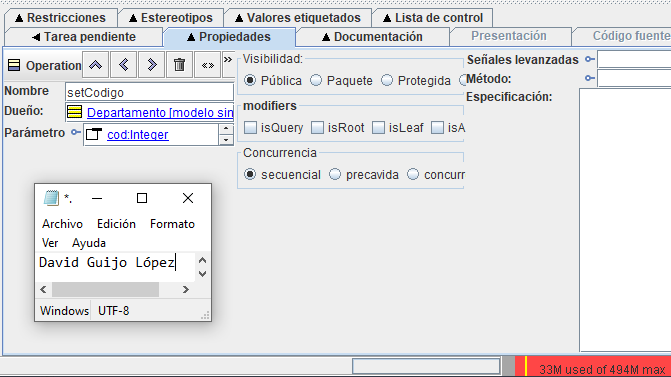 Restricciones Estereotipos Valores etiquetados Lista de control
Tarea pendiente Propiedades Documentación Presentación Código fuente
Operation
Nombre setCodigo
Dueño: Departamento [modelo sin
Parámetro cod:Integer
Visibilidad:
Pública Paquete Protegida
modifiers
isQuery isRoot isLeaf isA
Concurrencia
secuencial precavida concurr
Señales levanzadas
Método:
Especificación:
*.
Archivo Edición Formato
Ver Ayuda
David Guijo López
Windows UTF-8
33M used of 494M max